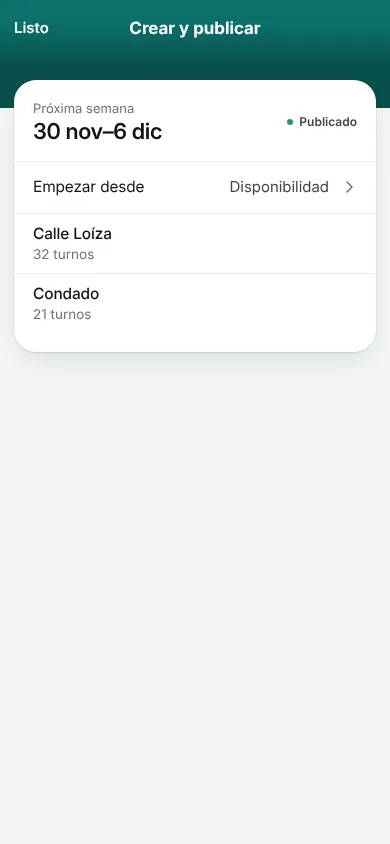 Listo
Crear y publicar
Próxima semana
30 nov–6 dic
Publicado
Empezar desde
Disponibilidad
Calle Loíza
32 turnos
Condado
21 turnos